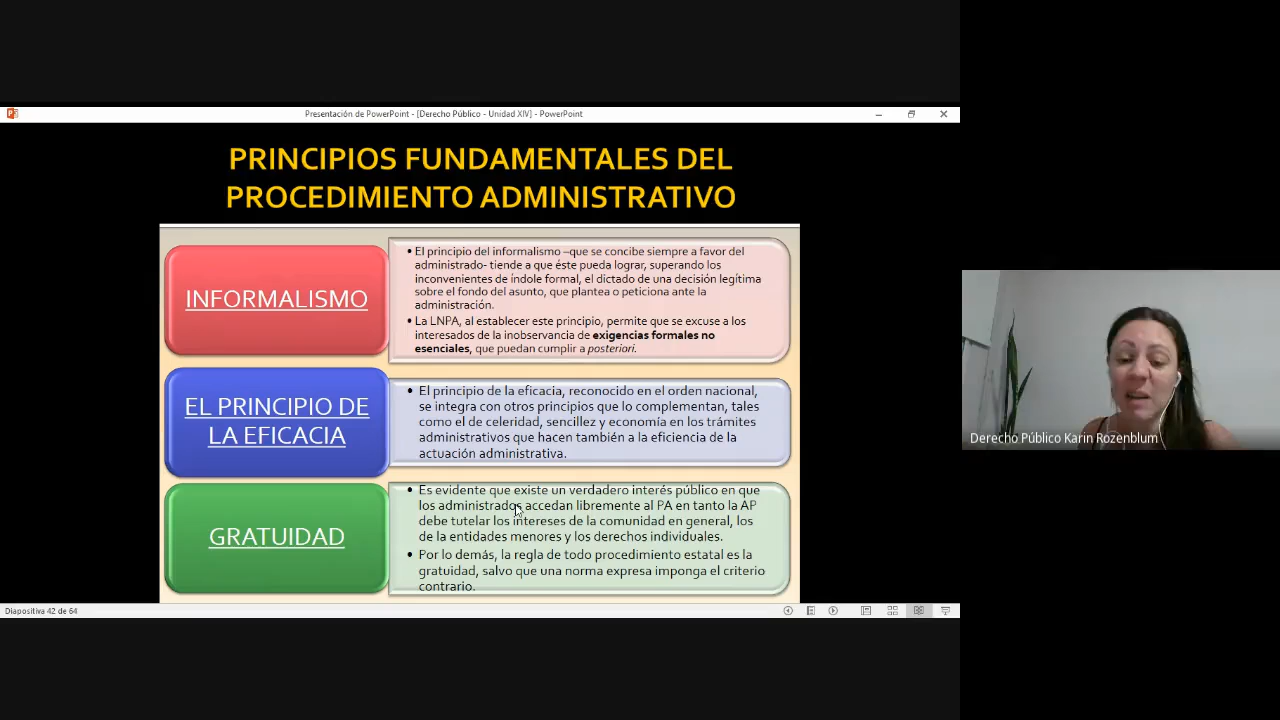 Presentación de PowerPoint - [Derecho Público - Unidad XIV] - PowerPoint
PRINCIPIOS FUNDAMENTALES DEL
PROCEDIMIENTO ADMINISTRATIVO
INFORMALISMO
• El principio del informalismo –que se concibe siempre a favor del
administrado- tiende a que éste pueda lograr, superando los
inconvenientes de índole formal, el dictado de una decisión legítima
sobre el fondo del asunto, que plantea o peticiona ante la
administración.
• La LNPA, al establecer este principio, permite que se excuse a los
interesados de la inobservancia de exigencias formales no
esenciales, que puedan cumplir a posteriori.
EL PRINCIPIO DE
LA EFICACIA
• El principio de la eficacia, reconocido en el orden nacional,
se integra con otros principios que lo complementan, tales
como el de celeridad, sencillez y economía en los trámites
administrativos que hacen también a la eficiencia de la
actuación administrativa.
GRATUIDAD
• Es evidente que existe un verdadero interés público en que
los administrados accedan libremente al PA en tanto la AP
debe tutelar los intereses de la comunidad en general, los
de la entidades menores y los derechos individuales.
• Por lo demás, la regla de todo procedimiento estatal es la
gratuidad, salvo que una norma expresa imponga el criterio
contrario.
Diapositiva 42 de 64
Derecho Público Karin Rozenblum